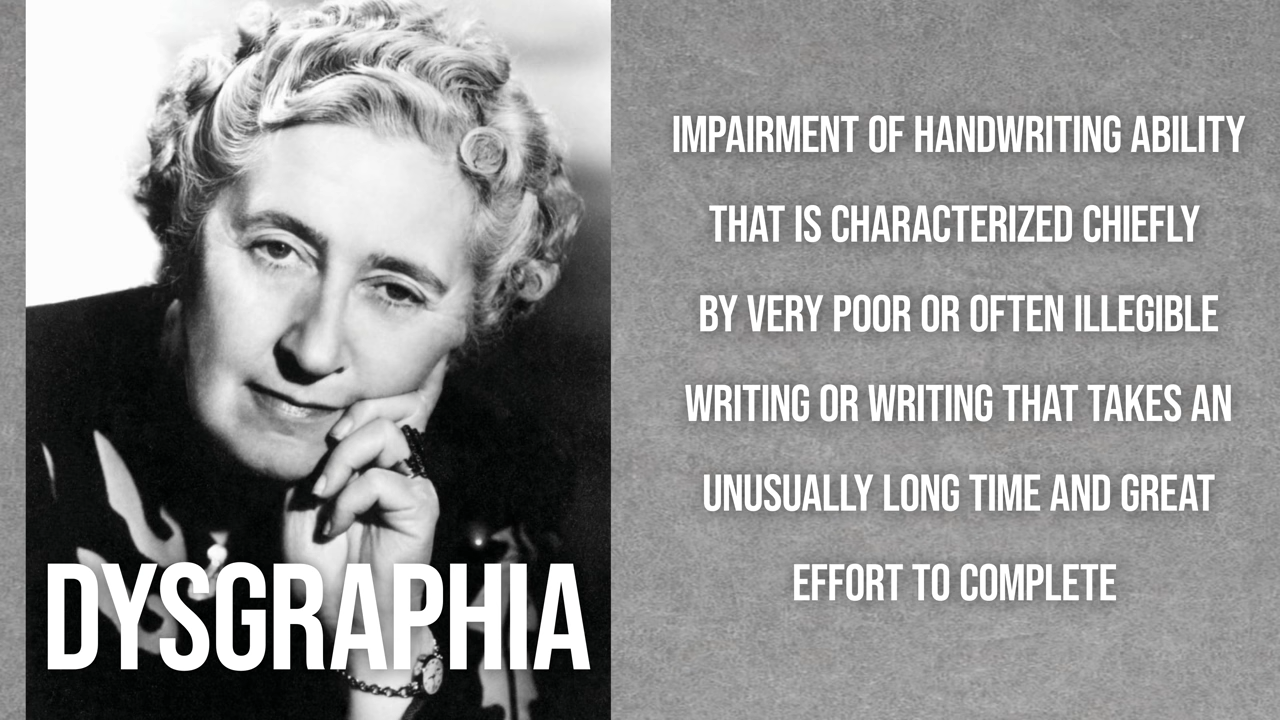 DYSGRAPHIA
IMPAIRMENT OF HANDWRITING ABILITY
THAT IS CHARACTERIZED CHIEFLY
BY VERY POOR OR OFTEN ILLEGIBLE
WRITING OR WRITING THAT TAKES AN
UNUSUALLY LONG TIME AND GREAT
EFFORT TO COMPLETE